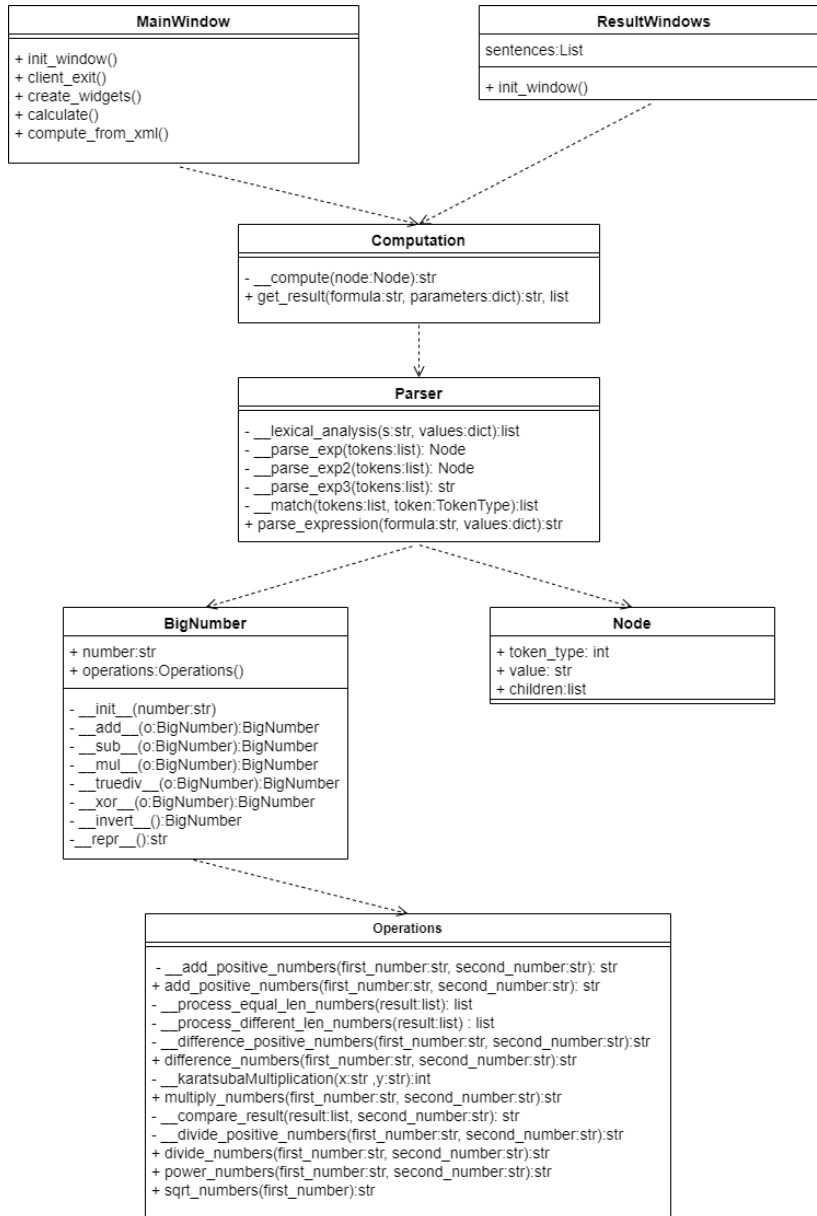 MainWindow
+ init_window()
+ client_exit()
+ create_widgets()
+ calculate()
+ compute_from_xml()
ResultWindows
sentences:List
+ init_window()
Computation
- __compute(node:Node):str
+ get_result(formula:str, parameters:dict):str, list
Parser
- __lexical_analysis(s:str, values:dict):list
- __parse_exp(tokens:list): Node
- __parse_exp2(tokens:list): Node
- __parse_exp3(tokens:list): str
- __match(tokens:list, token:TokenType):list
+ parse_expression(formula:str, values:dict):str
BigNumber
+ number:str
+ operations:Operations()
- __init__(number:str)
- __add__(o:BigNumber):BigNumber
- __sub__(o:BigNumber):BigNumber
- __mul__(o:BigNumber):BigNumber
- __truediv__(o:BigNumber):BigNumber
- __xor__(o:BigNumber):BigNumber
- __invert__():BigNumber
-__repr__():str
Node
+ token_type: int
+ value: str
+ children:list
Operations
- __add_positive_numbers(first_number:str, second_number:str): str
+ add_positive_numbers(first_number:str, second_number:str): str
- __process_equal_len_numbers(result:list): list
- __process_different_len_numbers(result:list) : list
- __difference_positive_numbers(first_number:str, second_number:str):str
+ difference_numbers(first_number:str, second_number:str):str
- __karatsubaMultiplication(x:str ,y:str):int
+ multiply_numbers(first_number:str, second_number:str):str
- __compare_result(result:list, second_number:str): str
- __divide_positive_numbers(first_number:str, second_number:str):str
+ divide_numbers(first_number:str, second_number:str):str
+ power_numbers(first_number:str, second_number:str):str
+ sqrt_numbers(first_number):str